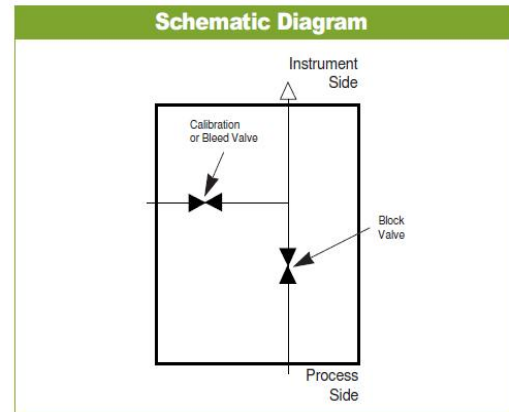 Schematic Diagram
Instrument
Side
Calibration
or Bleed Valve
Block
Valve
Process
Side